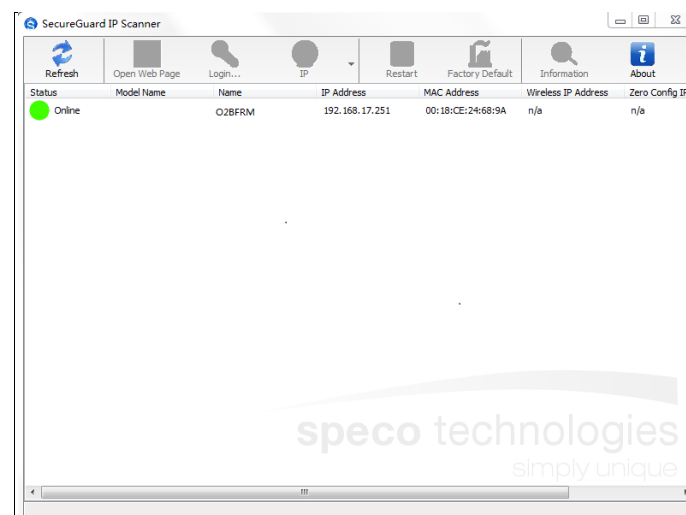 SecureGuard IP Scanner
Refresh Open Web Page Login... IP Restart Factory Default Information About
Status Model Name Name IP Address MAC Address Wireless IP Address Zero Config IP
Online O2BFRM 192.168.17.251 00:18:CE:24:68:9A n/a n/a
speco technologies
simply unique